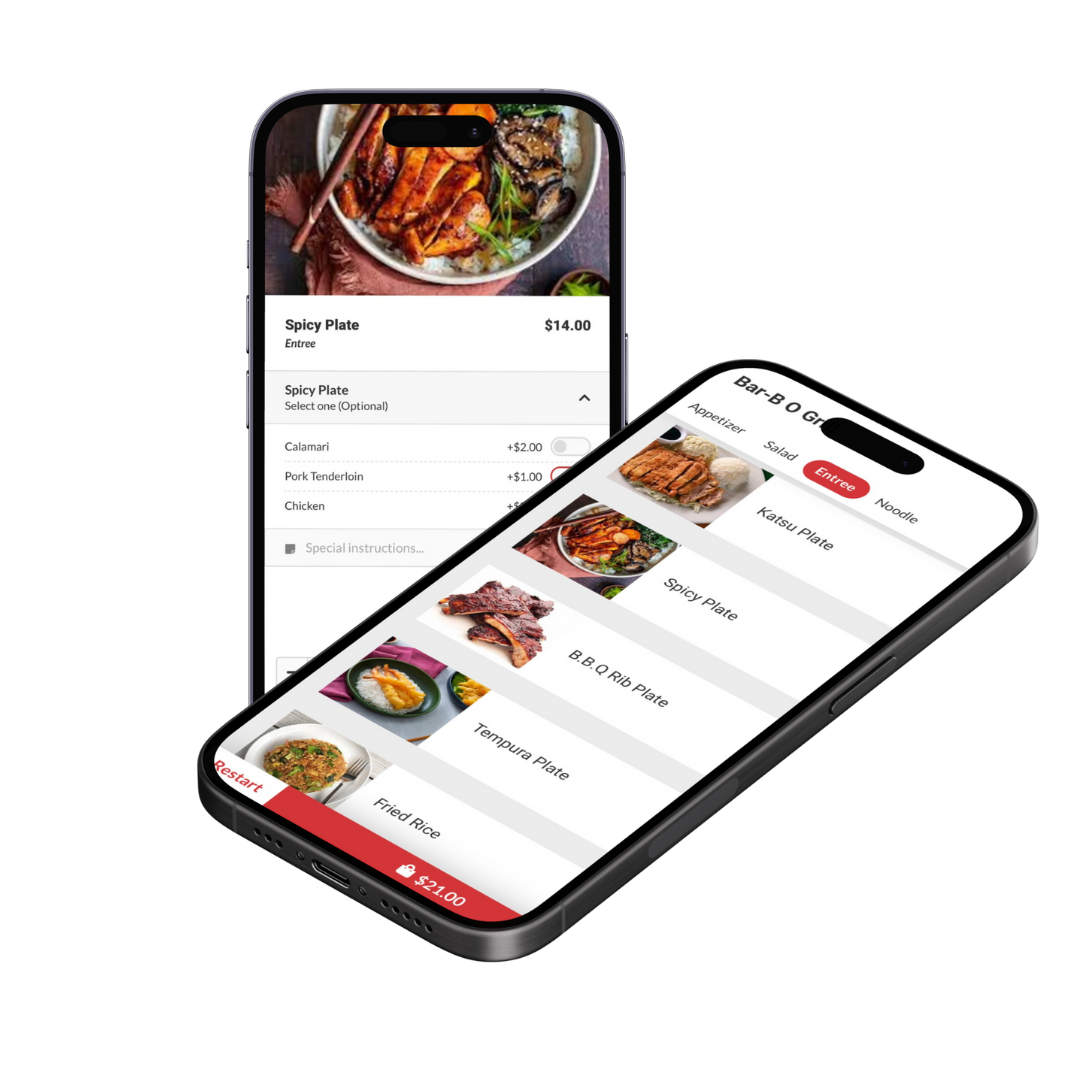 Spicy Plate $14.00
Entree
Spicy Plate
Select one (Optional)
Calamari +$2.00
Pork Tenderloin +$1.00
Chicken +$
Special instructions...
Bar-B Q Gr
Appetizer Salad Entree Noodle
Katsu Plate
Spicy Plate
B.B.Q Rib Plate
Tempura Plate
Fried Rice
Restart
$21.00